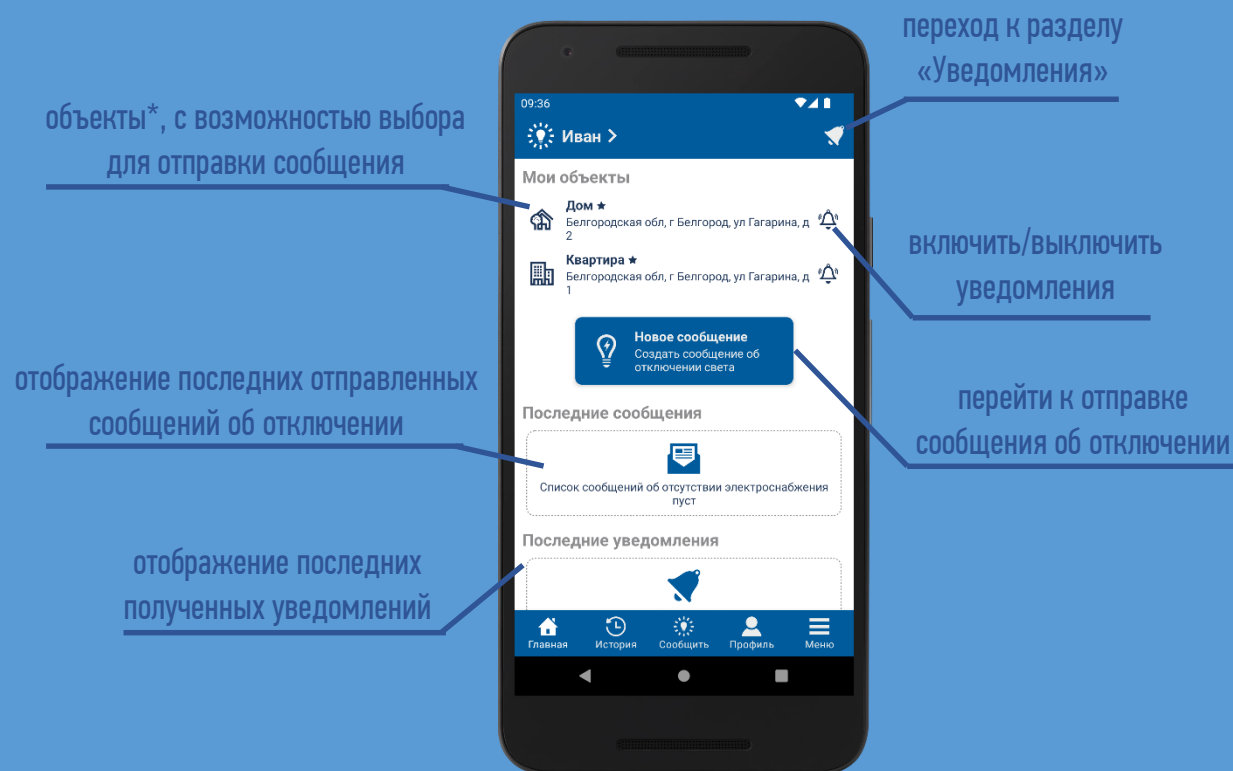 переход к разделу
«Уведомления»
объекты*, с возможностью выбора
для отправки сообщения
09:36
Иван >
Мои объекты
Дом ★
Белгородская обл, г Белгород, ул Гагарина, д
2
Квартира ★
Белгородская обл, г Белгород, ул Гагарина, д
1
включить/выключить
уведомления
Новое сообщение
Создать сообщение об
отключении света
отображение последних отправленных
сообщений об отключении
перейти к отправке
сообщения об отключении
Последние сообщения
Список сообщений об отсутствии электроснабжения
пуст
Последние уведомления
отображение последних
полученных уведомлений
Главная История Сообщить Профиль Меню